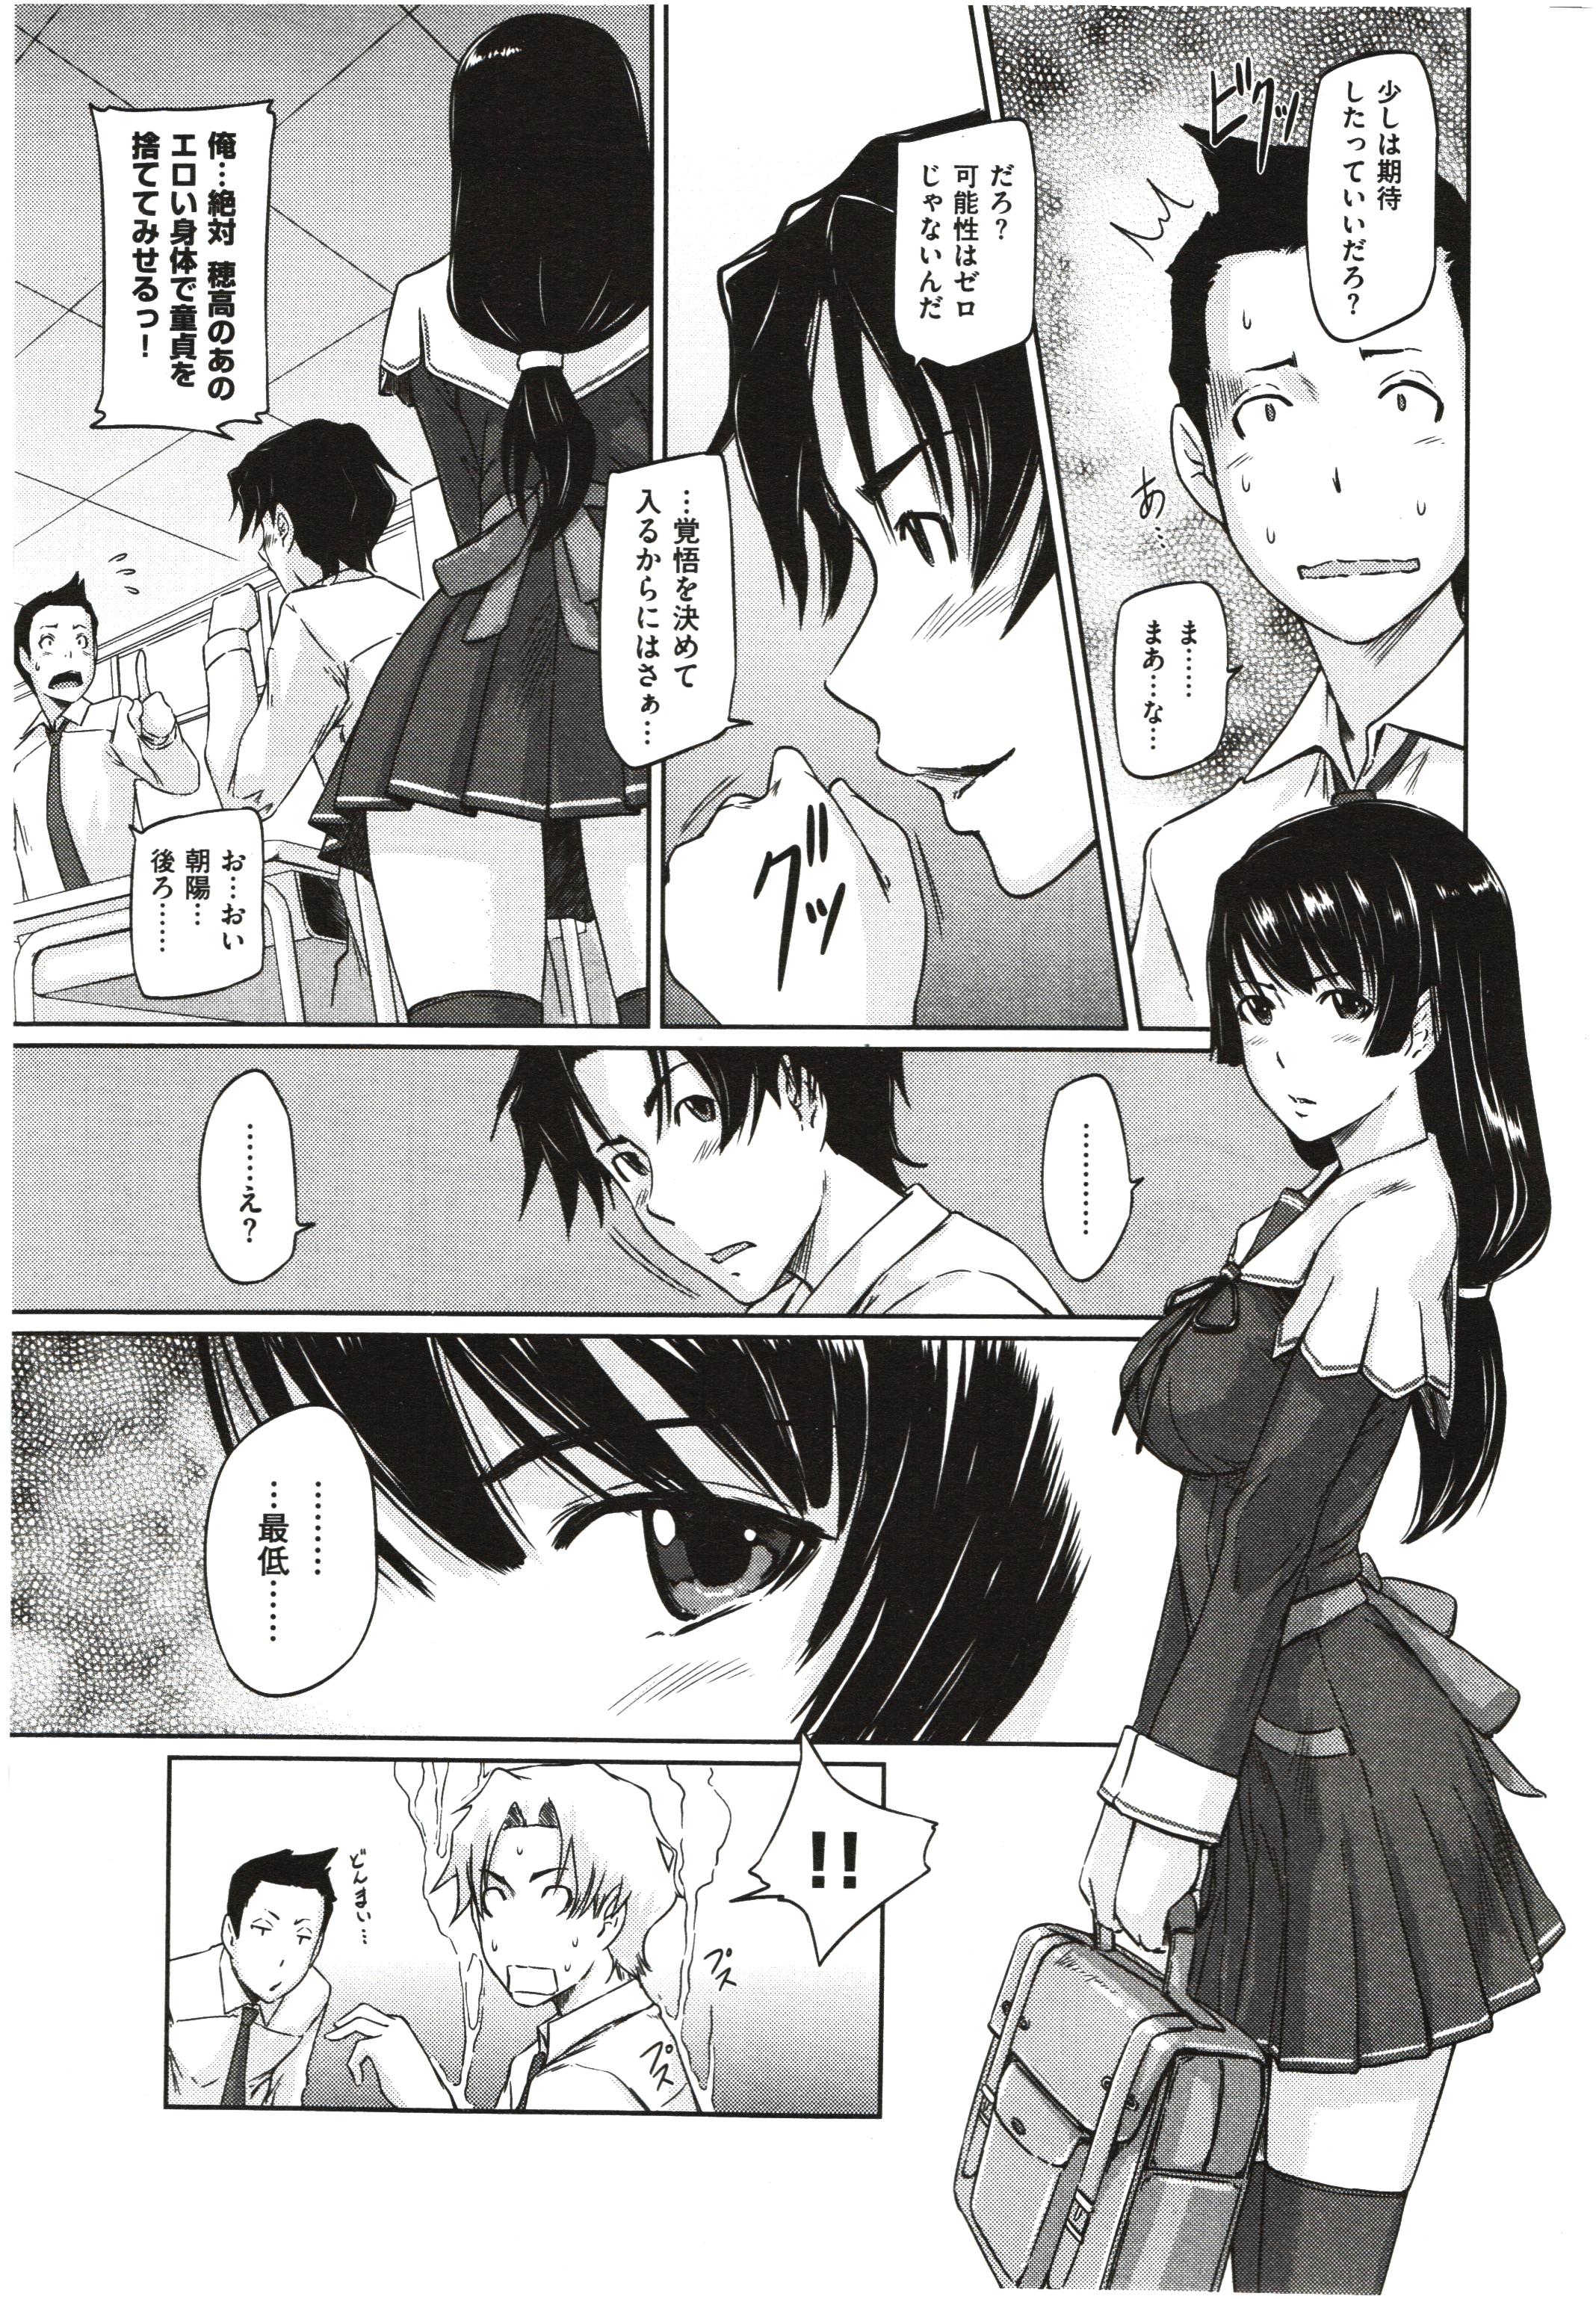 少しは期待
したっていいだろ?
ビクッ
あ…
ま……
まあ…な…
だろ?
可能性はゼロ
じゃないんだ
…覚悟を決めて
入るからにはさぁ…
グッ
俺…絶対 穂高のあの
エロい身体で童貞を
捨ててみせるっ!
お…おい
朝陽…
後ろ……
…………
………え?
…………
…最低……
!!
プス
プス
どんまい…